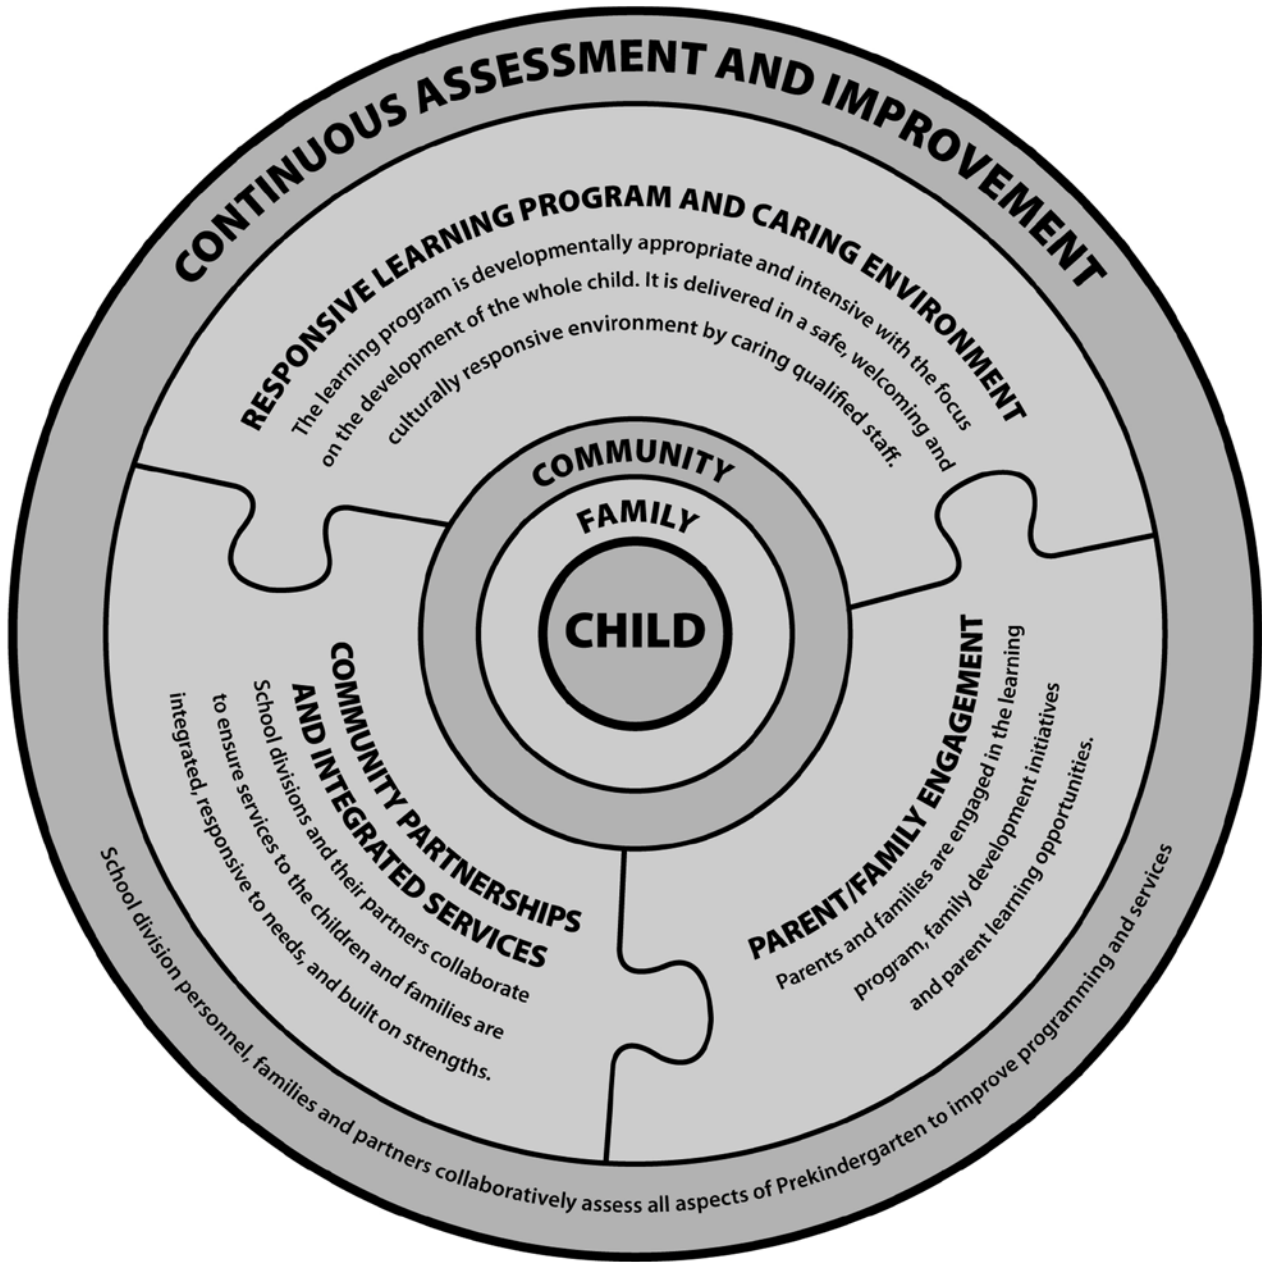 CONTINUOUS ASSESSMENT AND IMPROVEMENT
RESPONSIVE LEARNING PROGRAM AND CARING ENVIRONMENT
The learning program is developmentally appropriate and intensive with the focus
on the development of the whole child. It is delivered in a safe, welcoming and
culturally responsive environment by caring qualified staff.
COMMUNITY
FAMILY
CHILD
COMMUNITY PARTNERSHIPS
AND INTEGRATED SERVICES
School divisions and their partners collaborate
to ensure services to the children and families are
integrated, responsive to needs, and built on strengths.
PARENT/FAMILY ENGAGEMENT
Parents and families are engaged in the learning
program, family development initiatives
and parent learning opportunities.
School division personnel, families and partners collaboratively assess all aspects of Prekindergarten to improve programming and services